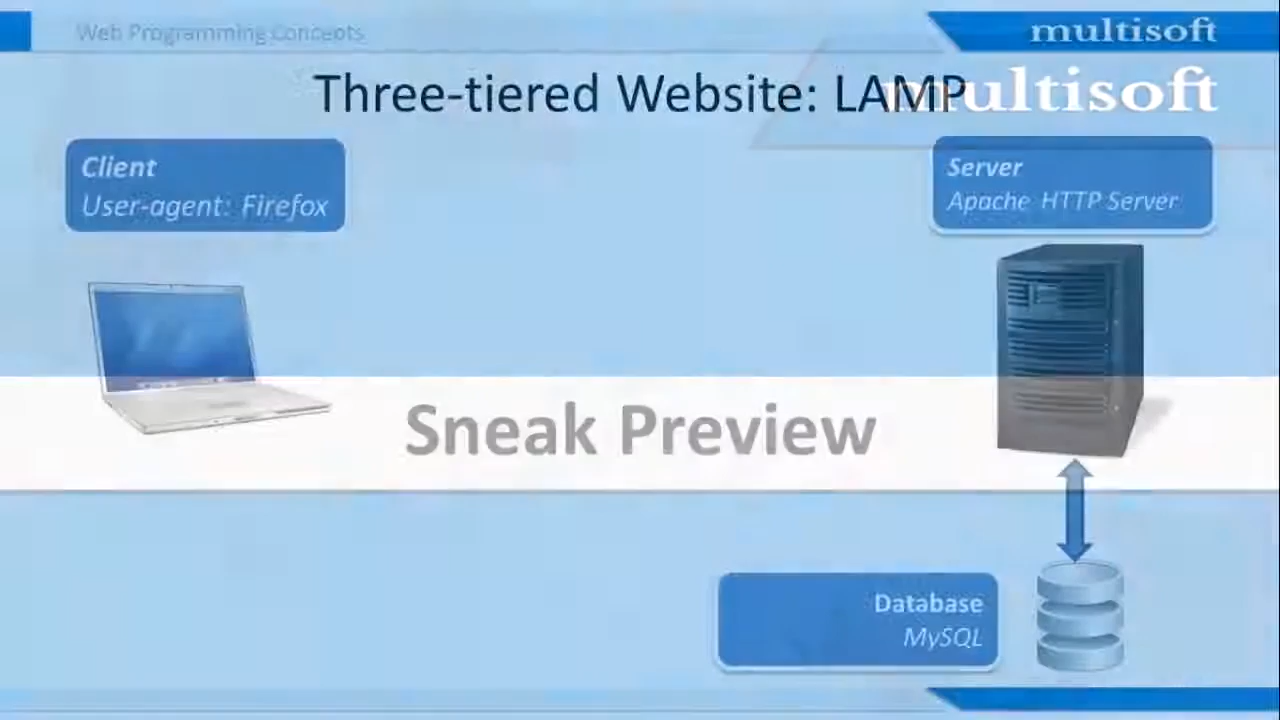 Web Programming Concepts
multisoft
Three-tiered Website: LAMP
multisoft
Client
User-agent: Firefox
Server
Apache HTTP Server
Sneak Preview
Database
MySQL